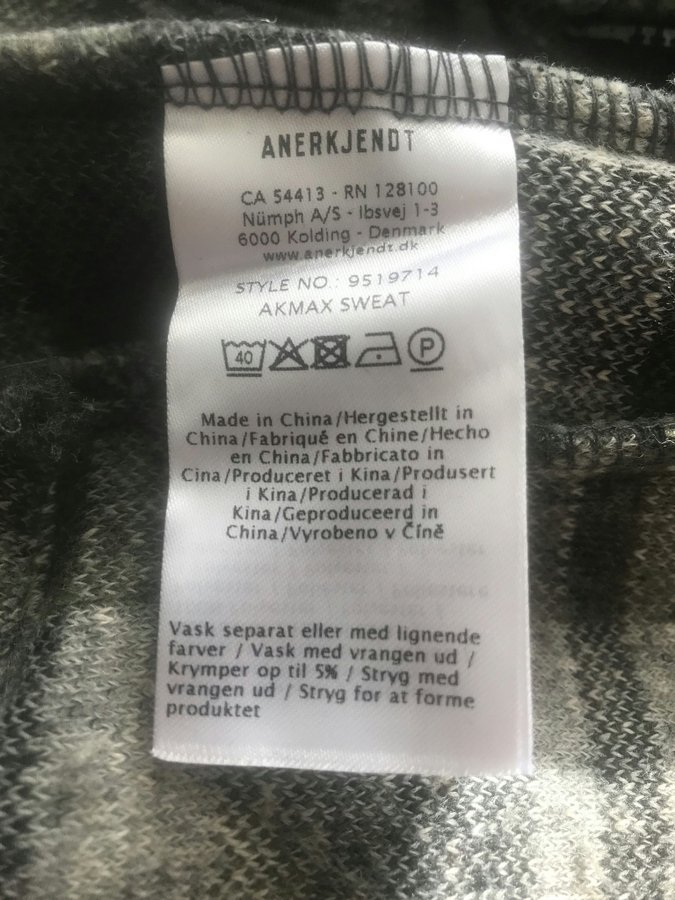 ANERKJENDT
CA 54413 - RN 128100
Nümph A/S - Ibsvej 1-3
6000 Kolding - Denmark
www.anerkjendt.dk
STYLE NO.: 9519714
AKMAX SWEAT
40 P
Made in China/Hergestellt in
China/Fabriqué en Chine/Hecho
en China/Fabbricato in
Cina/Produceret i Kina/Produsert
i Kina/Producerad i
Kina/Geproduceerd in
China/Vyrobeno v Číně
Vask separat eller med lignende
farver / Vask med vrangen ud /
Krymper op til 5% / Stryg med
vrangen ud / Stryg for at forme
produktet